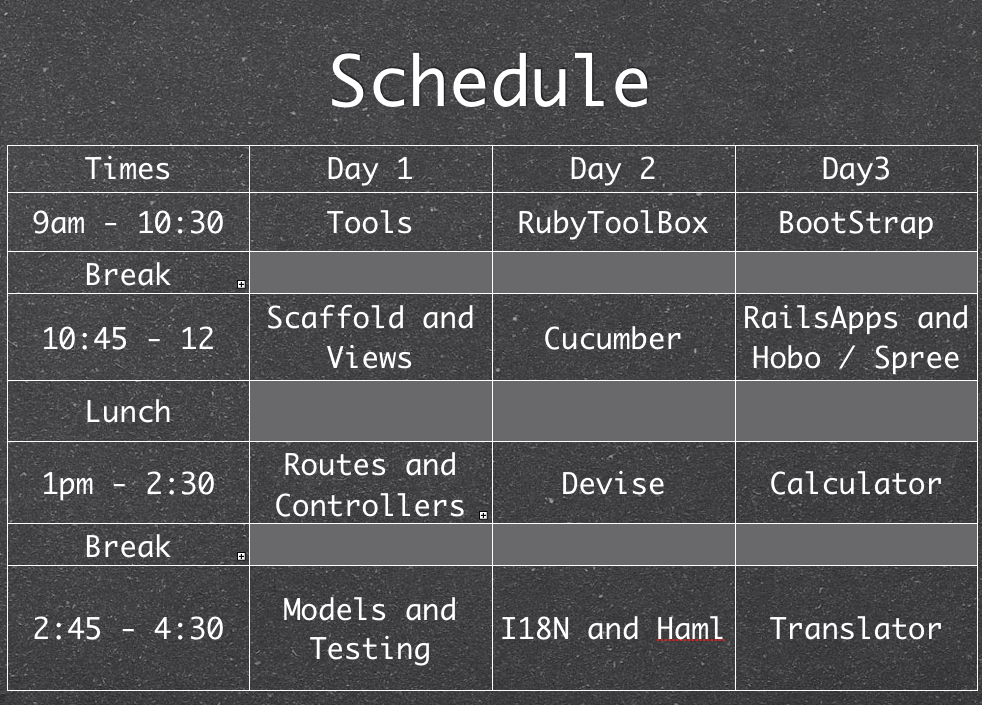 Schedule
Times Day 1 Day 2 Day3
9am - 10:30 Tools RubyToolBox BootStrap
Break
10:45 - 12 Scaffold and Views Cucumber RailsApps and Hobo / Spree
Lunch
1pm - 2:30 Routes and Controllers Devise Calculator
Break
2:45 - 4:30 Models and Testing I18N and Haml Translator